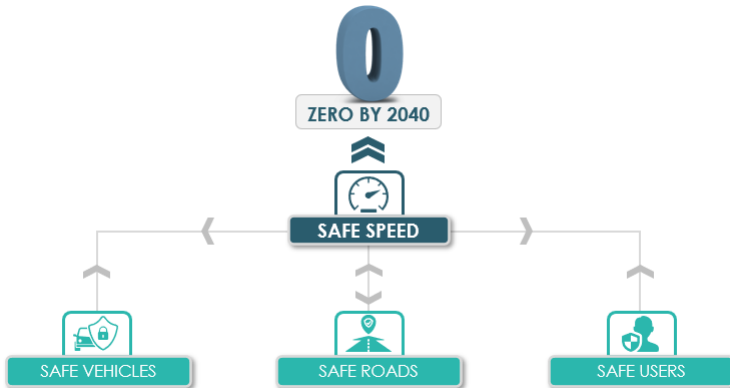 0
ZERO BY 2040
SAFE SPEED
SAFE VEHICLES
SAFE ROADS
SAFE USERS